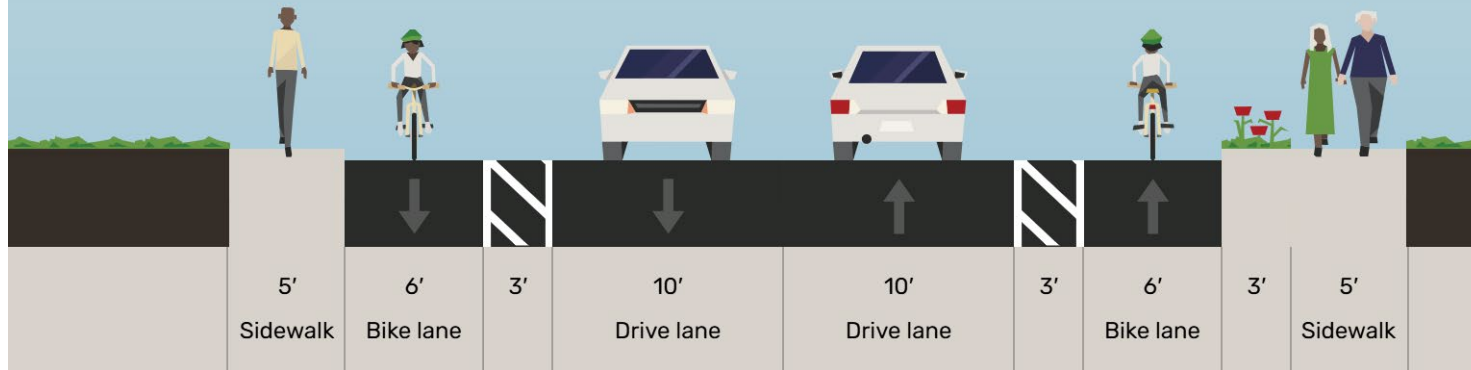 5′ 6′ 3′ 10′ 10′ 3′ 6′ 3′ 5′
Sidewalk Bike lane Drive lane Drive lane Bike lane Sidewalk